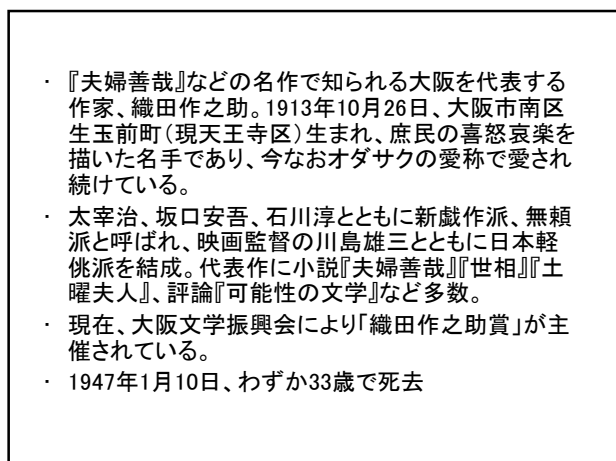 ・ 『夫婦善哉』などの名作で知られる大阪を代表する
作家、織田作之助。1913年10月26日、大阪市南区
生玉前町（現天王寺区）生まれ、庶民の喜怒哀楽を
描いた名手であり、今なおオダサクの愛称で愛され
続けている。
・ 太宰治、坂口安吾、石川淳とともに新戯作派、無頼
派と呼ばれ、映画監督の川島雄三とともに日本軽
佻派を結成。代表作に小説『夫婦善哉』『世相』『土
曜夫人』、評論『可能性の文学』など多数。
・ 現在、大阪文学振興会により「織田作之助賞」が主
催されている。
・ 1947年1月10日、わずか33歳で死去